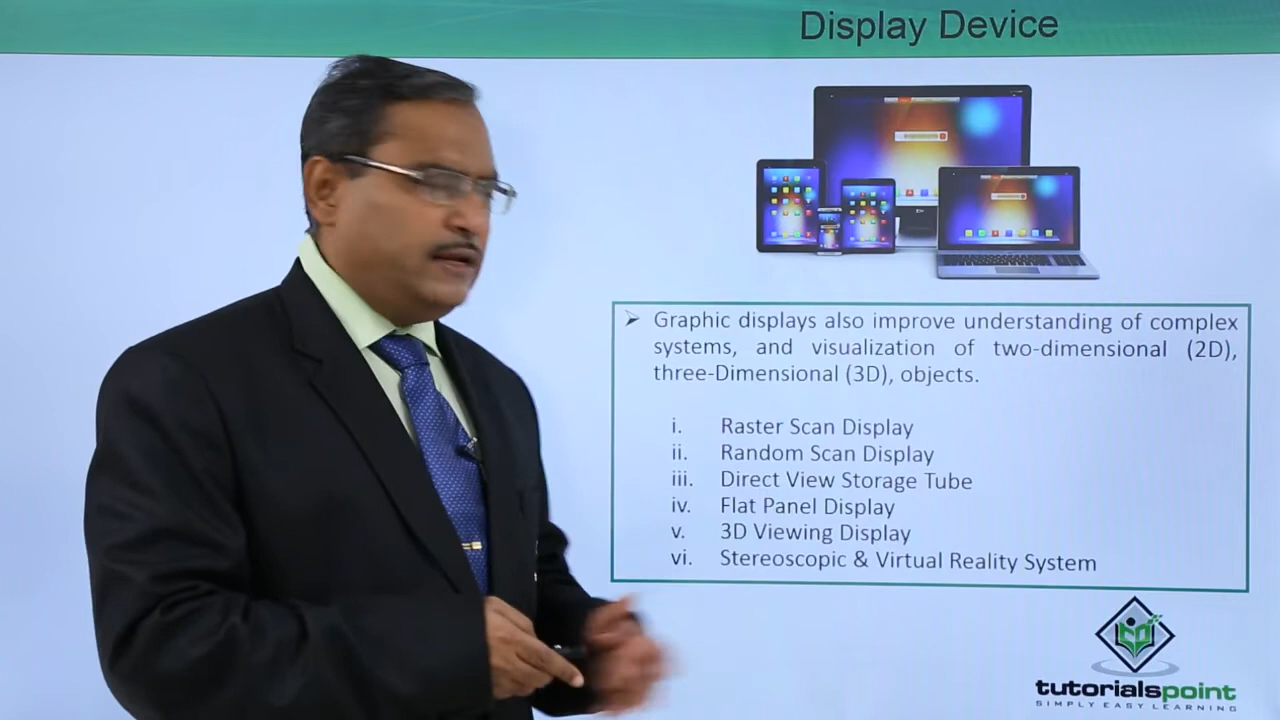 Display Device
➤ Graphic displays also improve understanding of complex
systems, and visualization of two-dimensional (2D),
three-Dimensional (3D), objects.
i. Raster Scan Display
ii. Random Scan Display
iii. Direct View Storage Tube
iv. Flat Panel Display
v. 3D Viewing Display
vi. Stereoscopic & Virtual Reality System
tutorialspoint
SIMPLY EASY LEARNING